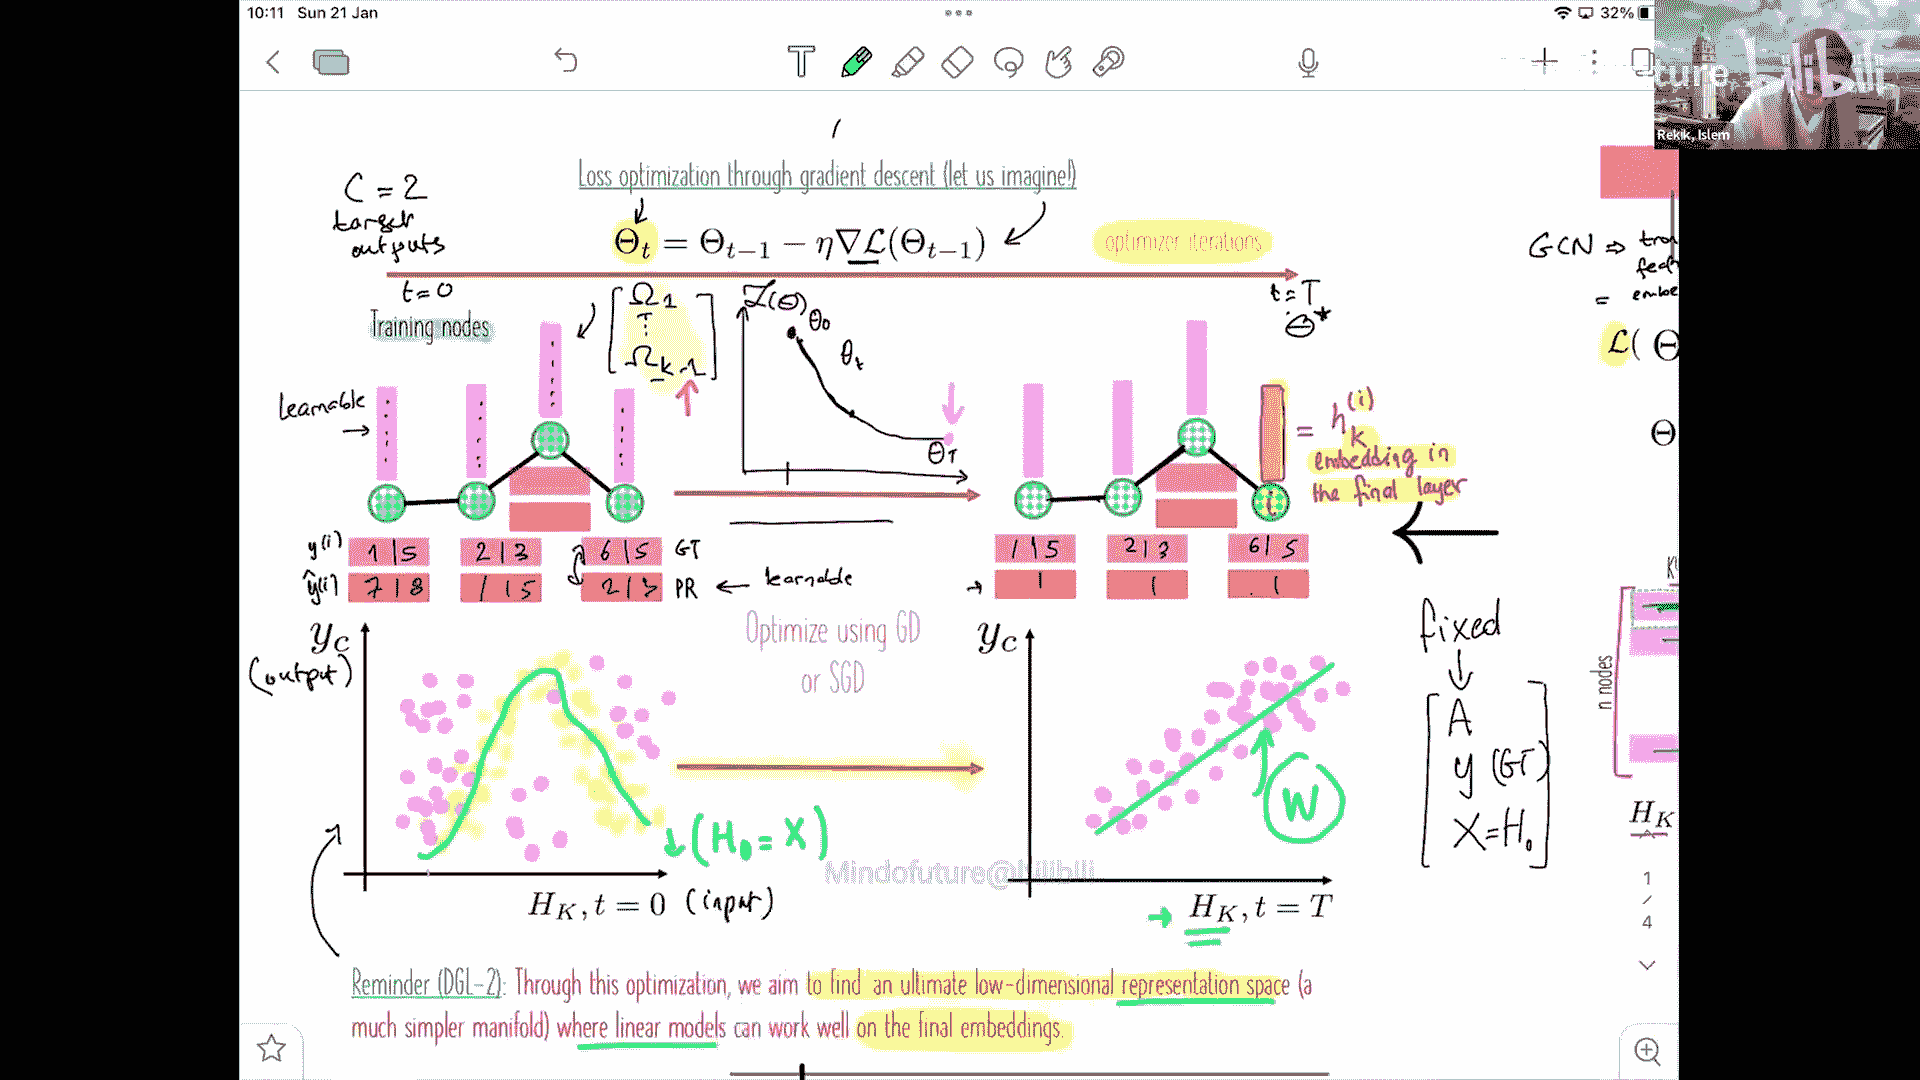 10:11 Sun 21 Jan
32%
Rekik, Islem
bilibili
Loss optimization through gradient descent (let us imagine!)
C = 2
target
outputs
Θt = Θt−1 − η∇ℒ(Θt−1)
optimizer iterations
t=0
t=T
Θ*
Training nodes
Ω1
Ωk-1
ℒ(Θ)
θ0
θt
θT
learnable
= hK(i)
embedding in
the final layer
i
y(i) 1|5 2|3 6|5 GT
ŷ(i) 7|8 1|5 2|3 PR ← learnable
1|5 2|3 6|5
Optimize using GD
or SGD
yC
(output)
yC
fixed
A
y (GT)
X=H0
W
(H0 = X)
Mindofuture@bilibili
HK, t = 0 (input)
HK, t = T
Reminder (DGL-2): Through this optimization, we aim to find an ultimate low-dimensional representation space (a
much simpler manifold) where linear models can work well on the final embeddings.
GCN ⇒
=
ℒ(Θ
Θ
n nodes
HK
1
/
4